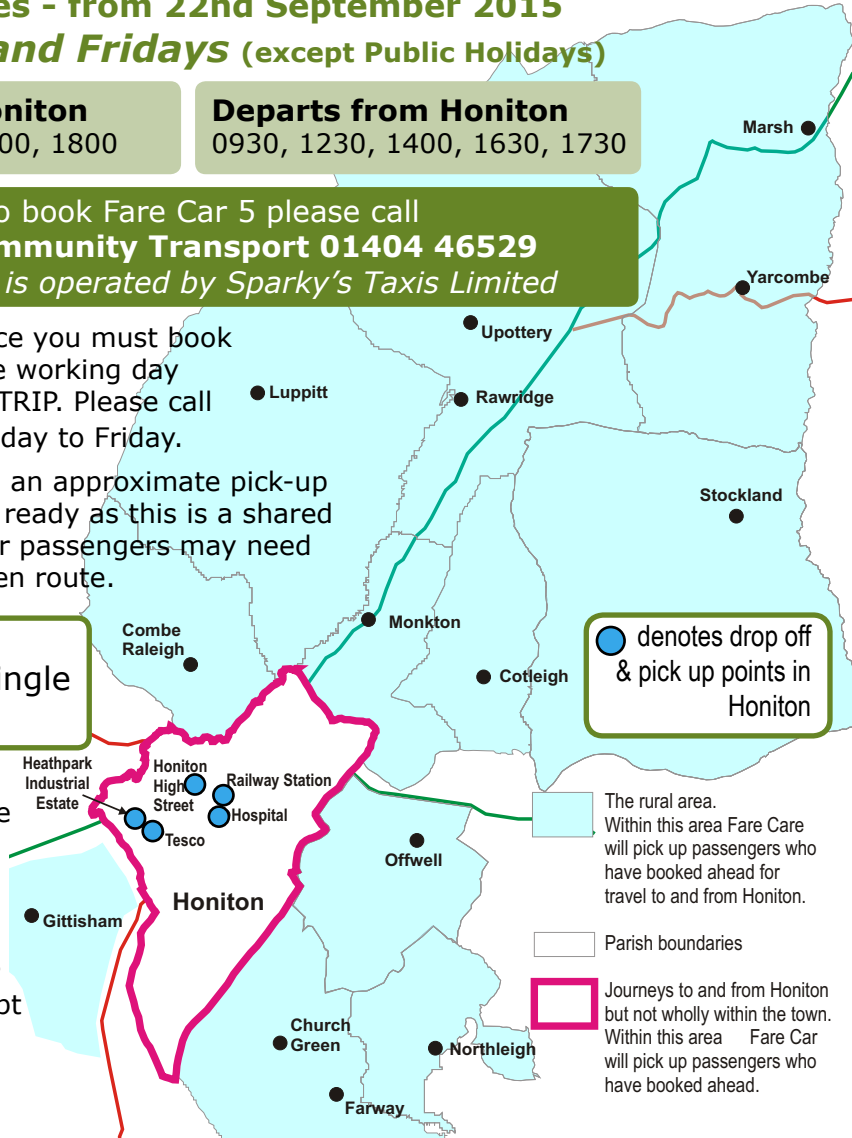 es - from 22nd September 2015
and Fridays (except Public Holidays)
oniton
00, 1800
Departs from Honiton
0930, 1230, 1400, 1630, 1730
o book Fare Car 5 please call
mmunity Transport 01404 46529
is operated by Sparky's Taxis Limited
ce you must book
e working day
TRIP. Please call
day to Friday.
an approximate pick-up
ready as this is a shared
r passengers may need
en route.
ingle
e
pt
Marsh
Yarcombe
Upottery
Luppitt
Rawridge
Stockland
Monkton
Combe
Raleigh
Cotleigh
denotes drop off
& pick up points in
Honiton
Heathpark
Industrial
Estate
Honiton
High
Street
Railway Station
Hospital
Tesco
Honiton
Offwell
Gittisham
Church
Green
Northleigh
Farway
The rural area.
Within this area Fare Care
will pick up passengers who
have booked ahead for
travel to and from Honiton.
Parish boundaries
Journeys to and from Honiton
but not wholly within the town.
Within this area Fare Car
will pick up passengers who
have booked ahead.